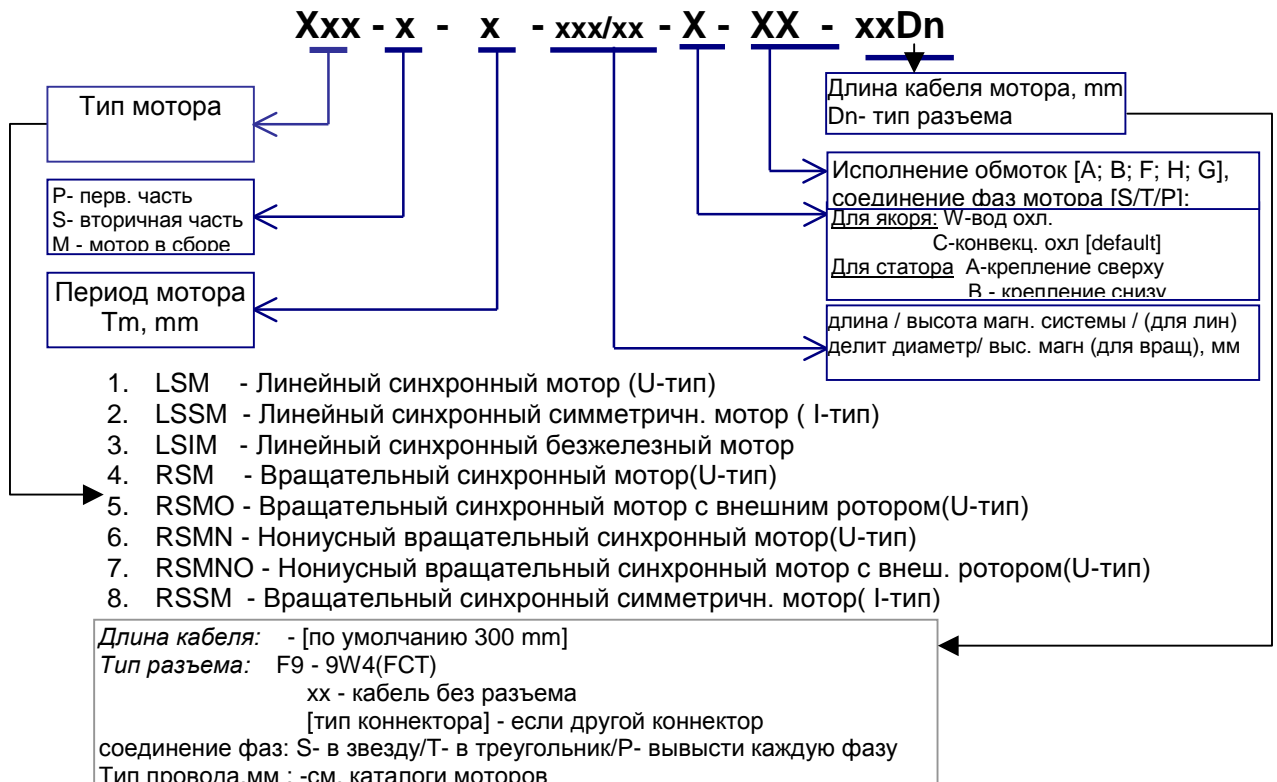 Xxx - x - x - xxx/xx - X - XX - xxDn
Тип мотора
P- перв. часть
S- вторичная часть
M - мотор в сборе
Период мотора
Tm, mm
Длина кабеля мотора, mm
Dn- тип разъема
Исполнение обмоток [A; B; F; H; G],
соединение фаз мотора [S/T/P]:
Для якоря: W-вод охл.
C-конвекц. охл [default]
Для статора A-крепление сверху
B - крепление снизу
длина / высота магн. системы / (для лин)
делит диаметр/ выс. магн (для вращ), мм
1. LSM - Линейный синхронный мотор (U-тип)
2. LSSM - Линейный синхронный симметричн. мотор ( I-тип)
3. LSIM - Линейный синхронный безжелезный мотор
4. RSM - Вращательный синхронный мотор(U-тип)
5. RSMO - Вращательный синхронный мотор с внешним ротором(U-тип)
6. RSMN - Нониусный вращательный синхронный мотор(U-тип)
7. RSMNO - Нониусный вращательный синхронный мотор с внеш. ротором(U-тип)
8. RSSM - Вращательный синхронный симметричн. мотор( I-тип)
Длина кабеля: - [по умолчанию 300 mm]
Тип разъема: F9 - 9W4(FCT)
xx - кабель без разъема
[тип коннектора] - если другой коннектор
соединение фаз: S- в звезду/T- в треугольник/P- вывысти каждую фазу
Тип провода,мм : -см. каталоги моторов